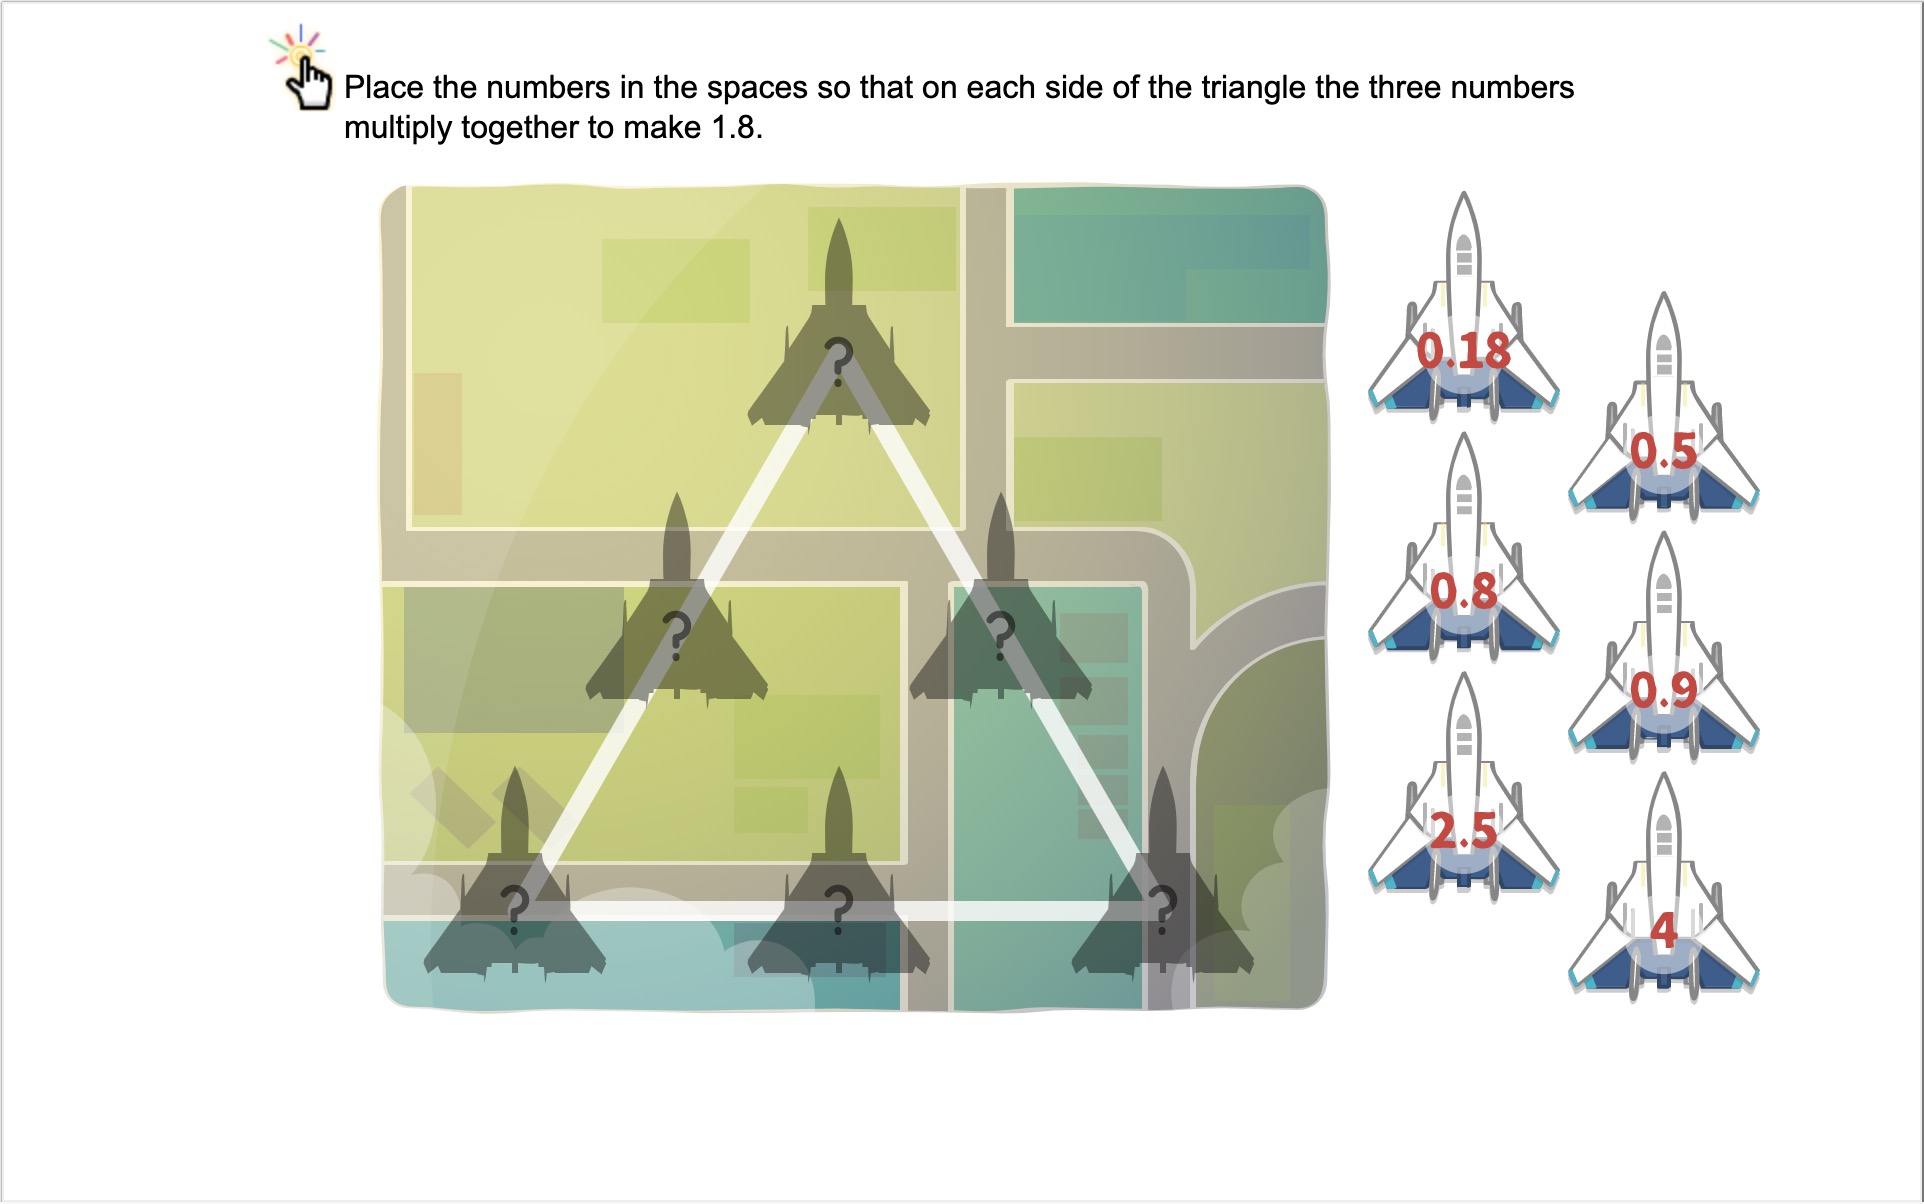 Place the numbers in the spaces so that on each side of the triangle the three numbers
multiply together to make 1.8.
?
? ?
? ? ?
0.18
0.5
0.8
0.9
2.5
4